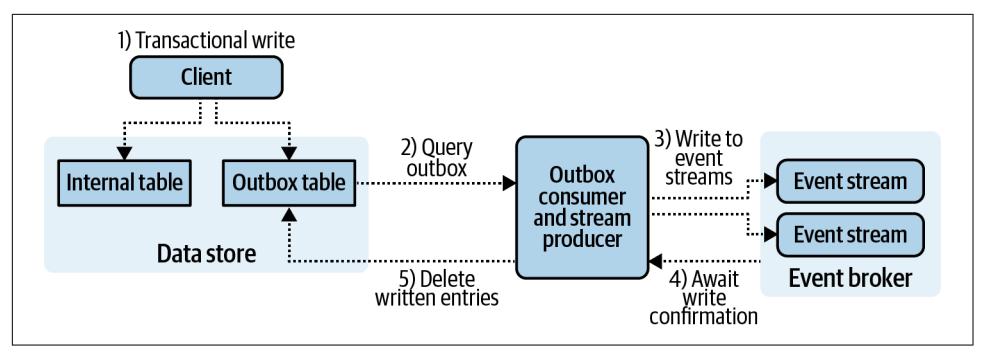 1) Transactional write
Client
Internal table
Outbox table
Data store
2) Query
outbox
Outbox
consumer
and stream
producer
3) Write to
event
streams
Event stream
Event stream
Event broker
4) Await
write
confirmation
5) Delete
written entries